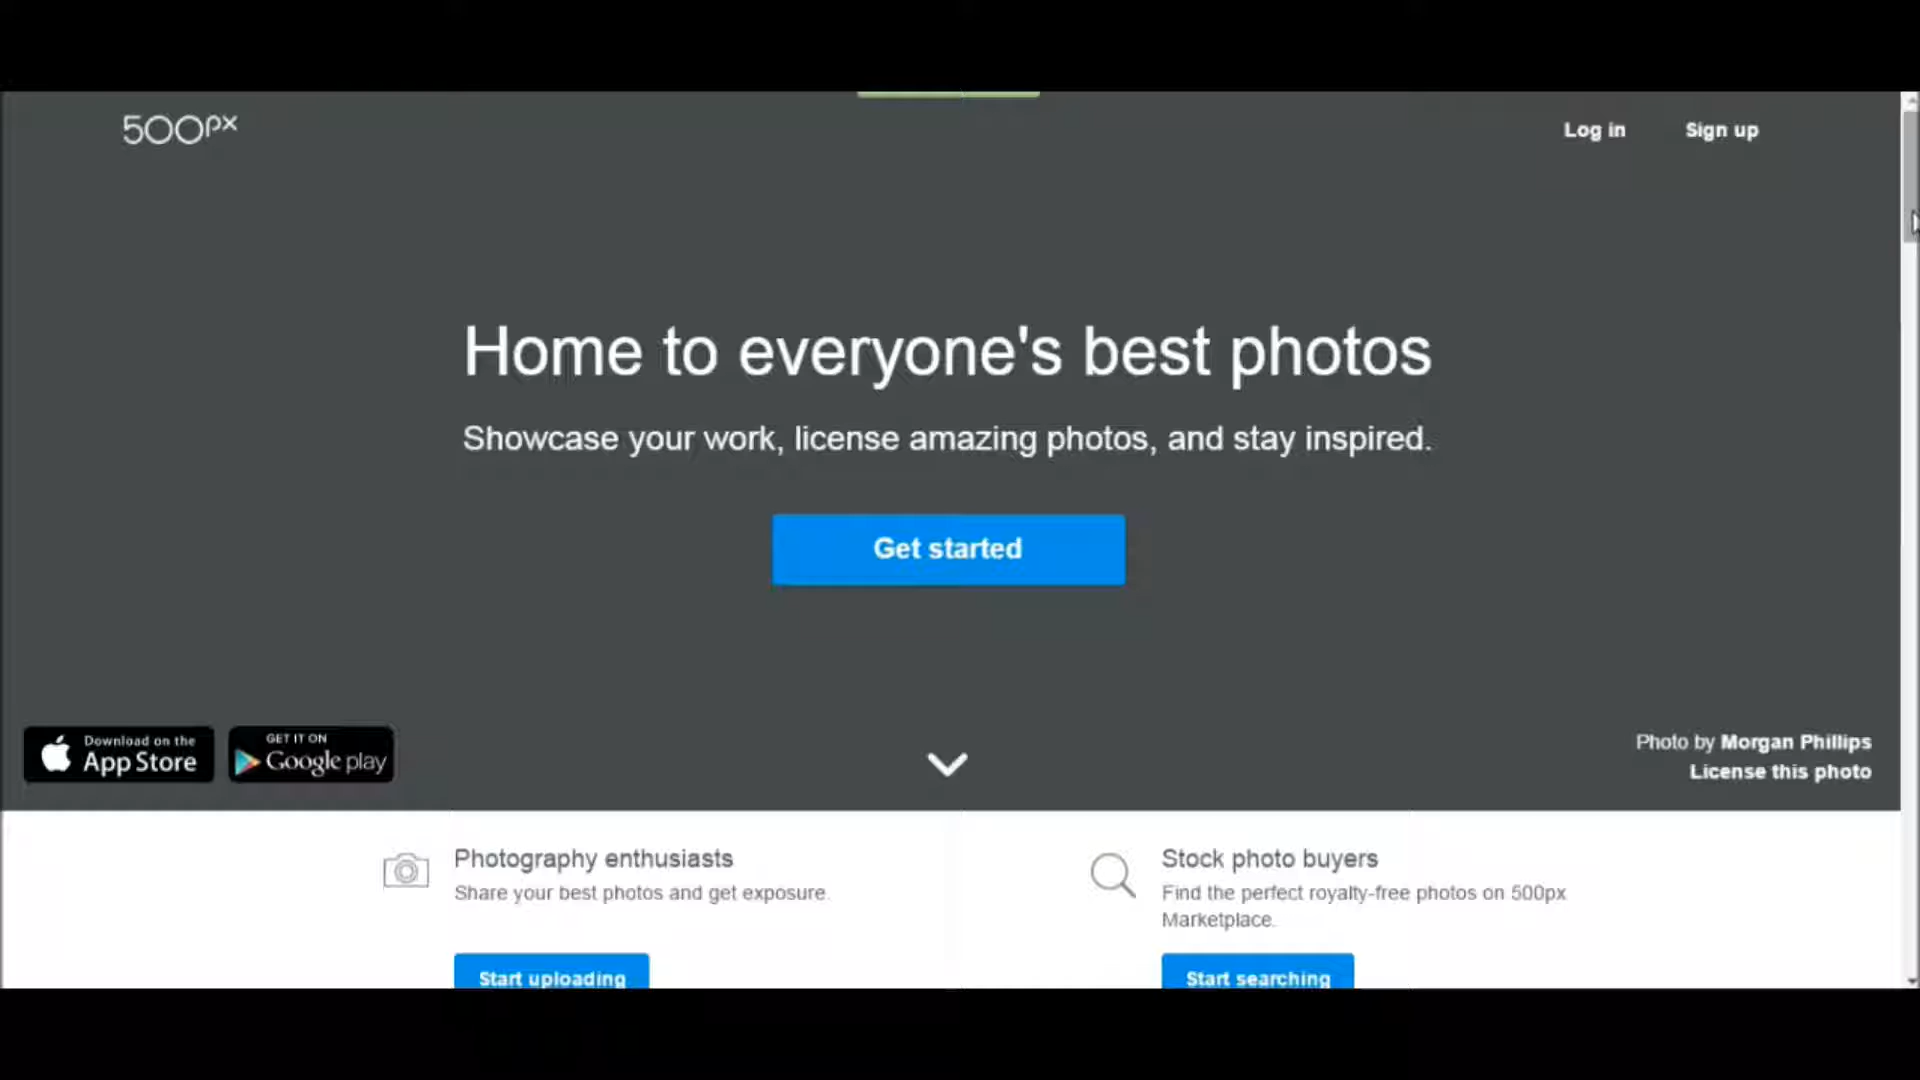 500px
Log in
Sign up
Home to everyone's best photos
Showcase your work, license amazing photos, and stay inspired.
Get started
Download on the
App Store
GET IT ON
Google play
Photo by Morgan Phillips
License this photo
Photography enthusiasts
Share your best photos and get exposure.
Start uploading
Stock photo buyers
Find the perfect royalty-free photos on 500px
Marketplace.
Start searching